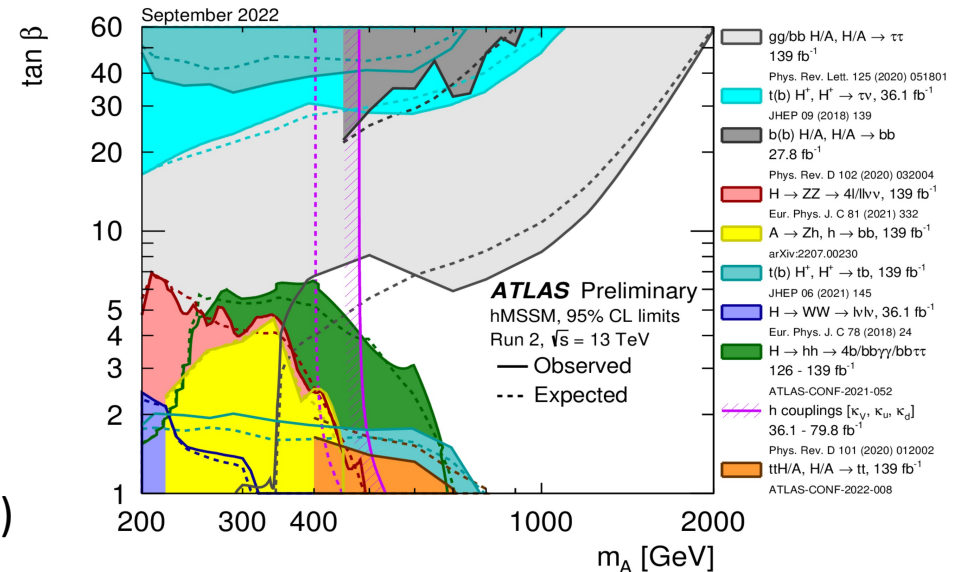 September 2022
tan β
60
40
30
20
10
5
4
3
2
1
200
300
400
1000
2000
m_A [GeV]
)
ATLAS Preliminary
hMSSM, 95% CL limits
Run 2, √s = 13 TeV
Observed
Expected
gg/bb H/A, H/A → ττ
139 fb⁻¹
Phys. Rev. Lett. 125 (2020) 051801
t(b) H⁺, H⁺ → τν, 36.1 fb⁻¹
JHEP 09 (2018) 139
b(b) H/A, H/A → bb
27.8 fb⁻¹
Phys. Rev. D 102 (2020) 032004
H → ZZ → 4l/llνν, 139 fb⁻¹
Eur. Phys. J. C 81 (2021) 332
A → Zh, h → bb, 139 fb⁻¹
arXiv:2207.00230
t(b) H⁺, H⁺ → tb, 139 fb⁻¹
JHEP 06 (2021) 145
H → WW → lνlν, 36.1 fb⁻¹
Eur. Phys. J. C 78 (2018) 24
H → hh → 4b/bbγγ/bbττ
126 - 139 fb⁻¹
ATLAS-CONF-2021-052
h couplings [κ_V, κ_u, κ_d]
36.1 - 79.8 fb⁻¹
Phys. Rev. D 101 (2020) 012002
ttH/A, H/A → tt, 139 fb⁻¹
ATLAS-CONF-2022-008